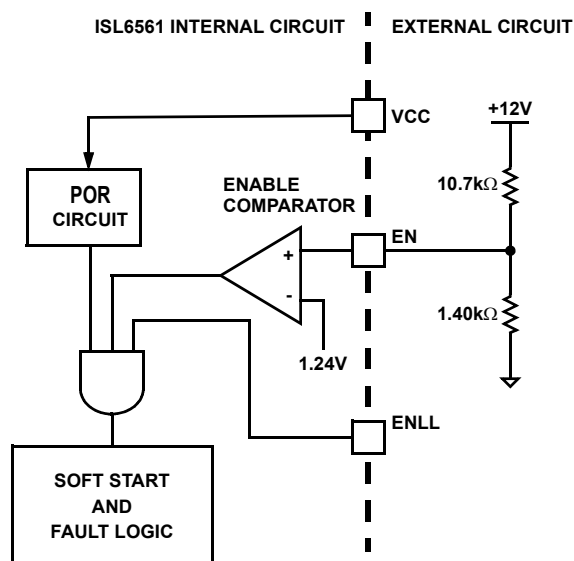 ISL6561 INTERNAL CIRCUIT
EXTERNAL CIRCUIT
VCC
+12V
POR
CIRCUIT
ENABLE
COMPARATOR
10.7kΩ
+
EN
-
1.40kΩ
1.24V
ENLL
SOFT START
AND
FAULT LOGIC